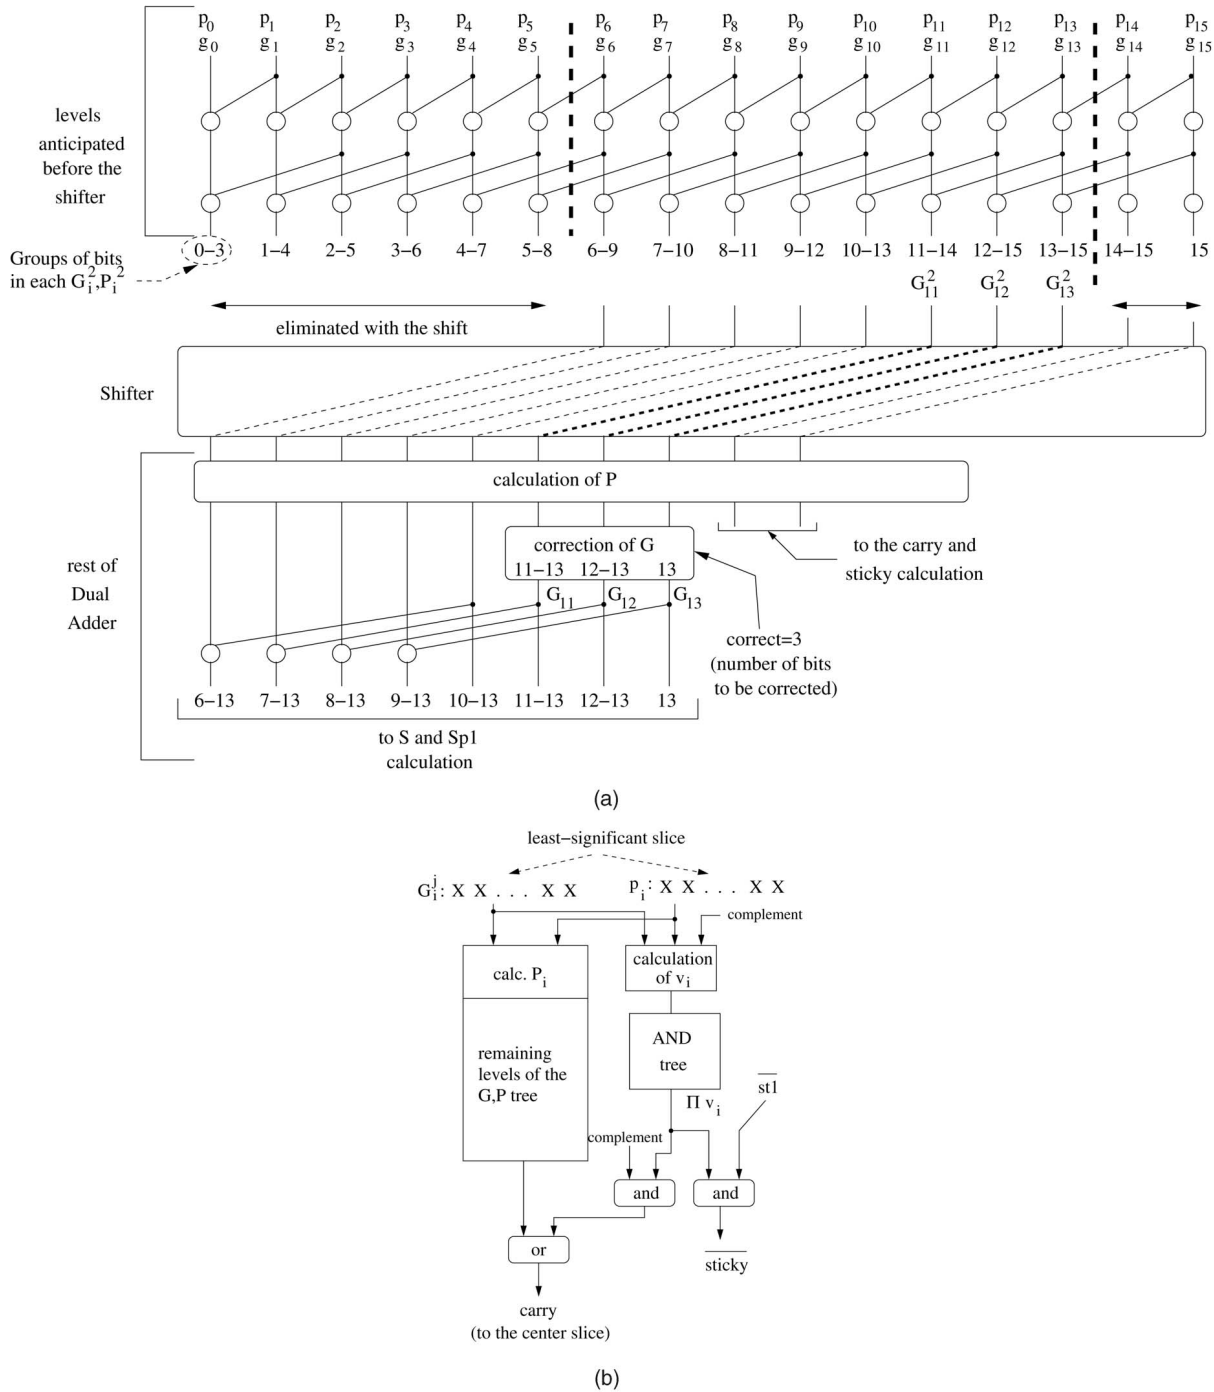 p0 p1 p2 p3 p4 p5 p6 p7 p8 p9 p10 p11 p12 p13 p14 p15
g0 g1 g2 g3 g4 g5 g6 g7 g8 g9 g10 g11 g12 g13 g14 g15
levels
anticipated
before the
shifter
0−3 1−4 2−5 3−6 4−7 5−8 6−9 7−10 8−11 9−12 10−13 11−14 12−15 13−15 14−15 15
Groups of bits
in each G_i^2,P_i^2
G_11^2 G_12^2 G_13^2
eliminated with the shift
Shifter
calculation of P
rest of
Dual
Adder
correction of G
11−13 12−13 13
G11 G12 G13
to the carry and
sticky calculation
correct=3
(number of bits
to be corrected)
6−13 7−13 8−13 9−13 10−13 11−13 12−13 13
to S and Sp1
calculation
(a)
least−significant slice
G_i^j: X X . . . X X p_i: X X . . . X X
complement
calc. P_i
calculation
of v_i
remaining
levels of the
G,P tree
AND
tree
Π v_i
st1
complement
and and
or
sticky
carry
(to the center slice)
(b)